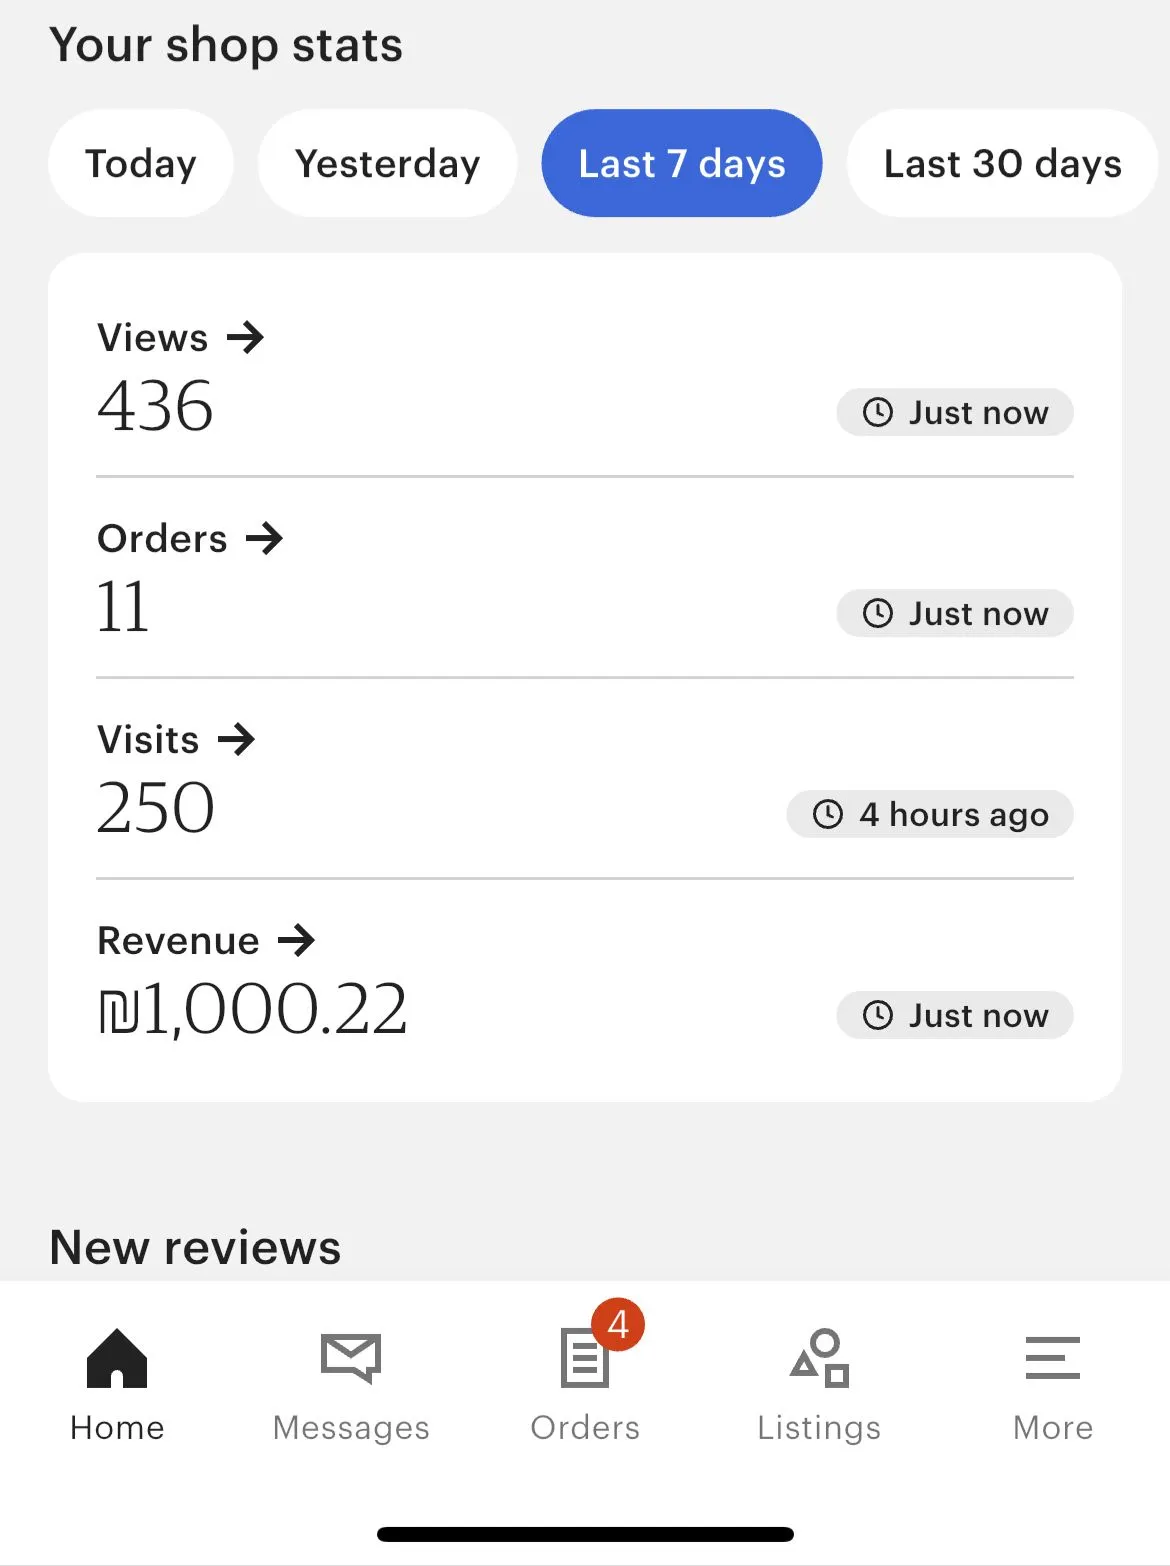 Your shop stats
Today Yesterday Last 7 days Last 30 days
Views →
436
Just now
Orders →
11
Just now
Visits →
250
4 hours ago
Revenue →
₪1,000.22
Just now
New reviews
4
Home Messages Orders Listings More